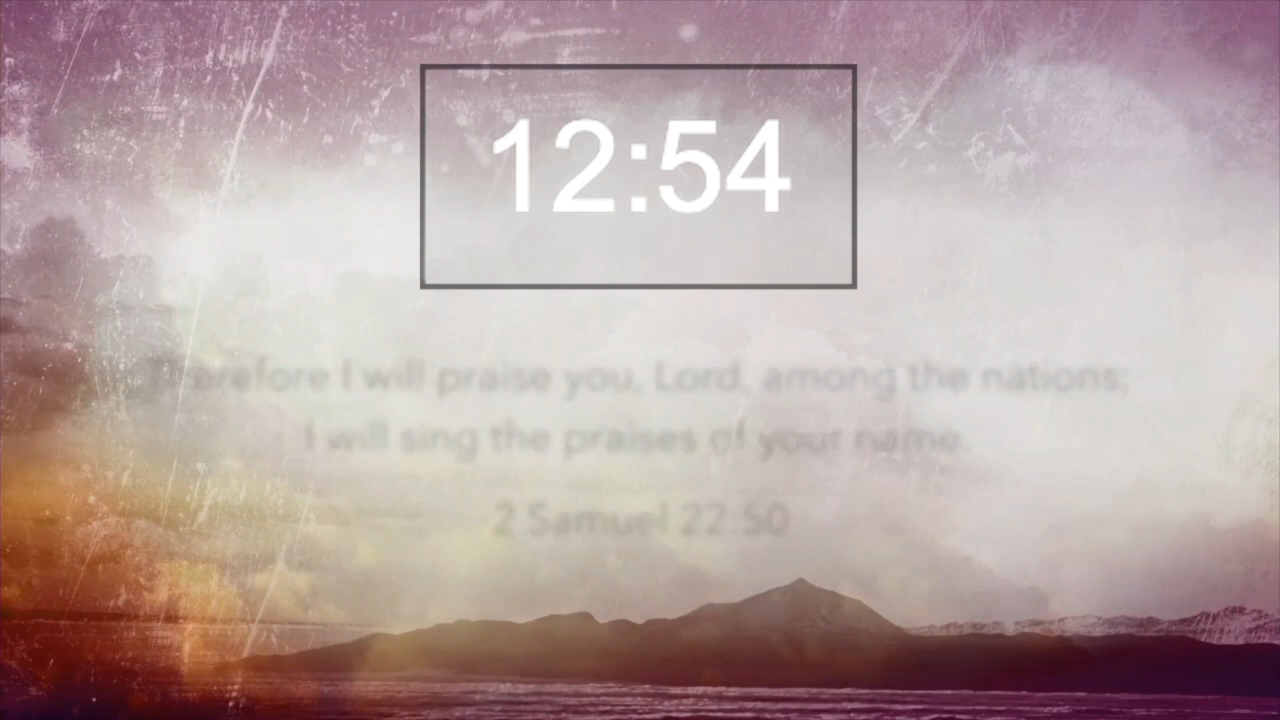 12:54
Therefore I will praise you, Lord, among the nations;
I will sing the praises of your name.
2 Samuel 22:50